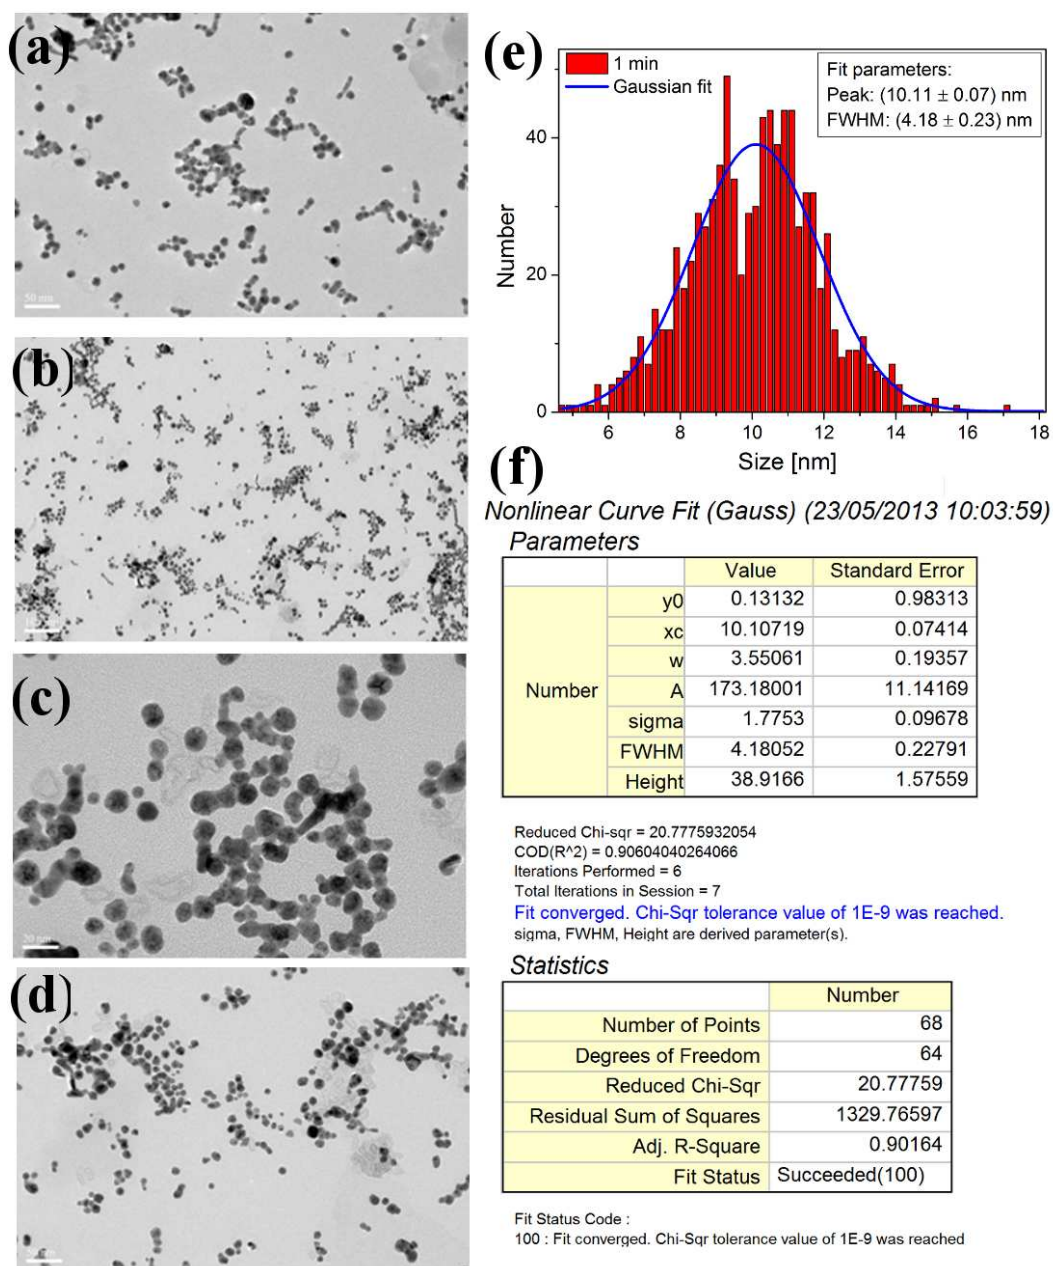 (a)
50 nm
(b)
(c)
20 nm
(d)
(e)
1 min
Gaussian fit
Fit parameters:
Peak: (10.11 ± 0.07) nm
FWHM: (4.18 ± 0.23) nm
Number
40
20
0
6 8 10 12 14 16 18
Size [nm]
(f)
Nonlinear Curve Fit (Gauss) (23/05/2013 10:03:59)
Parameters
Value Standard Error
Number
y0 0.13132 0.98313
xc 10.10719 0.07414
w 3.55061 0.19357
A 173.18001 11.14169
sigma 1.7753 0.09678
FWHM 4.18052 0.22791
Height 38.9166 1.57559
Reduced Chi-sqr = 20.7775932054
COD(R^2) = 0.90604040264066
Iterations Performed = 6
Total Iterations in Session = 7
Fit converged. Chi-Sqr tolerance value of 1E-9 was reached.
sigma, FWHM, Height are derived parameter(s).
Statistics
Number
Number of Points 68
Degrees of Freedom 64
Reduced Chi-Sqr 20.77759
Residual Sum of Squares 1329.76597
Adj. R-Square 0.90164
Fit Status Succeeded(100)
Fit Status Code :
100 : Fit converged. Chi-Sqr tolerance value of 1E-9 was reached